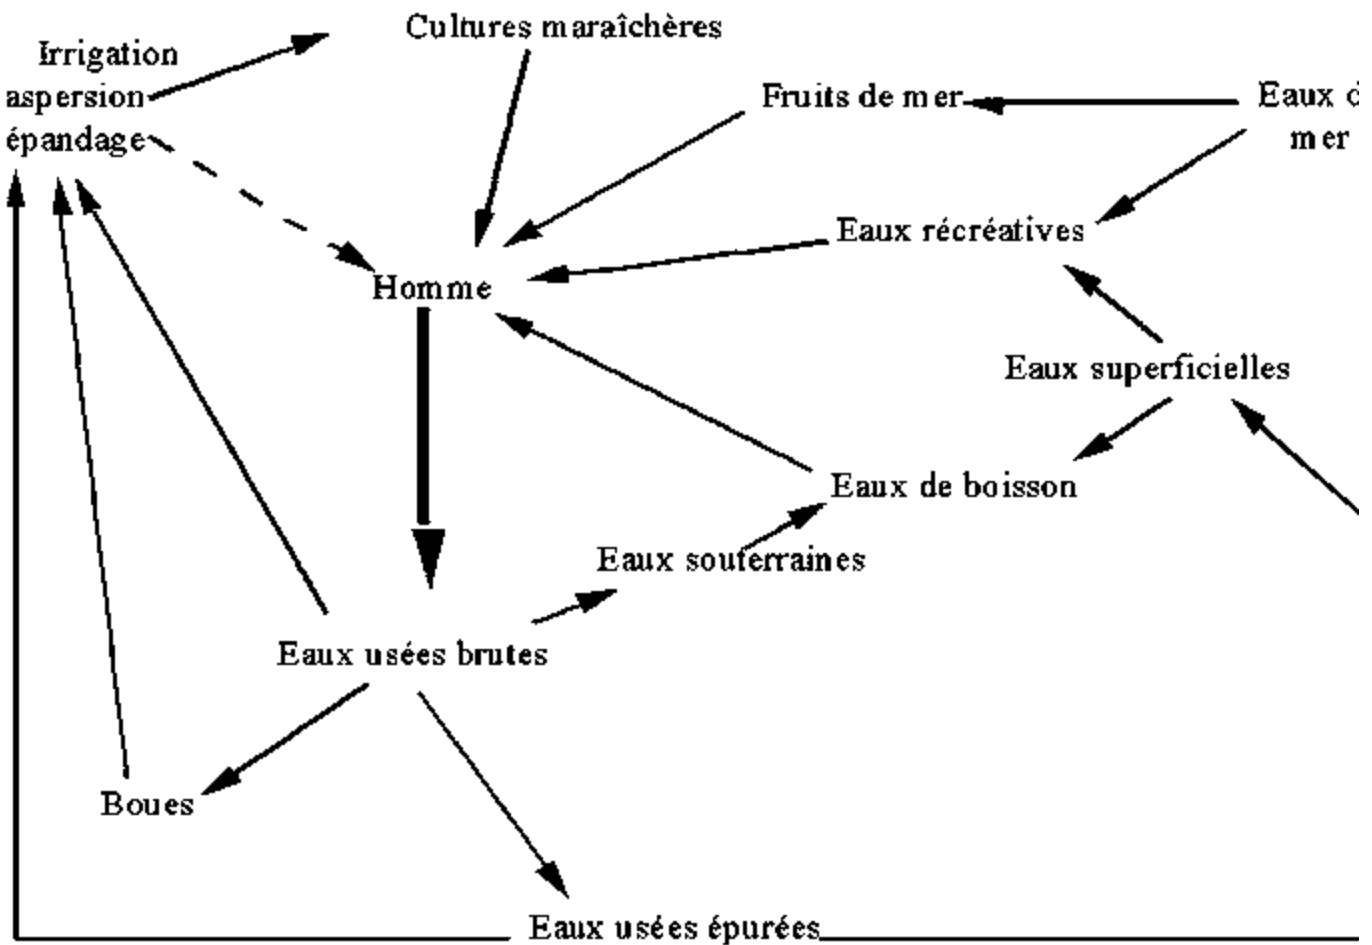 Cultures maraîchères
Irrigation
aspersion
épandage
Fruits de mer
Eaux d
mer
Eaux récréatives
Homme
Eaux superficielles
Eaux de boisson
Eaux souterraines
Eaux usées brutes
Boues
Eaux usées épurées